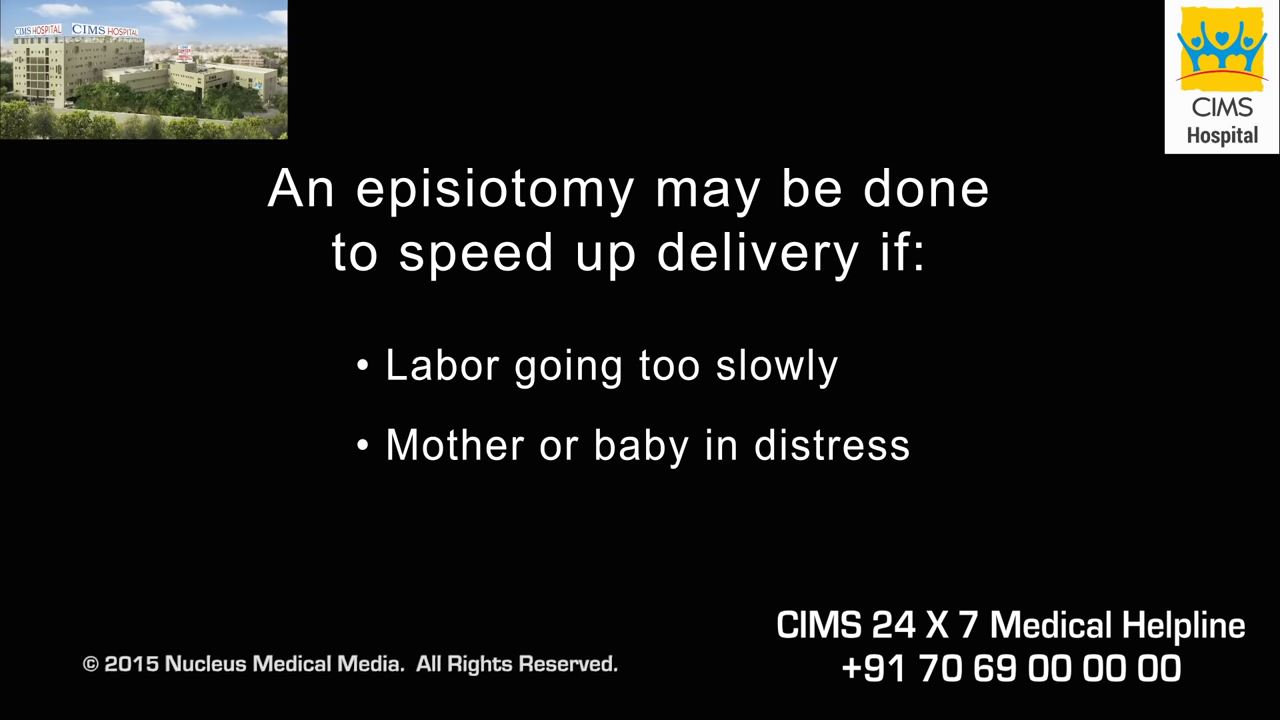 CIMS HOSPITAL CIMS HOSPITAL
CIMS
Hospital
An episiotomy may be done
to speed up delivery if:
• Labor going too slowly
• Mother or baby in distress
CIMS 24 X 7 Medical Helpline
+91 70 69 00 00 00
© 2015 Nucleus Medical Media. All Rights Reserved.